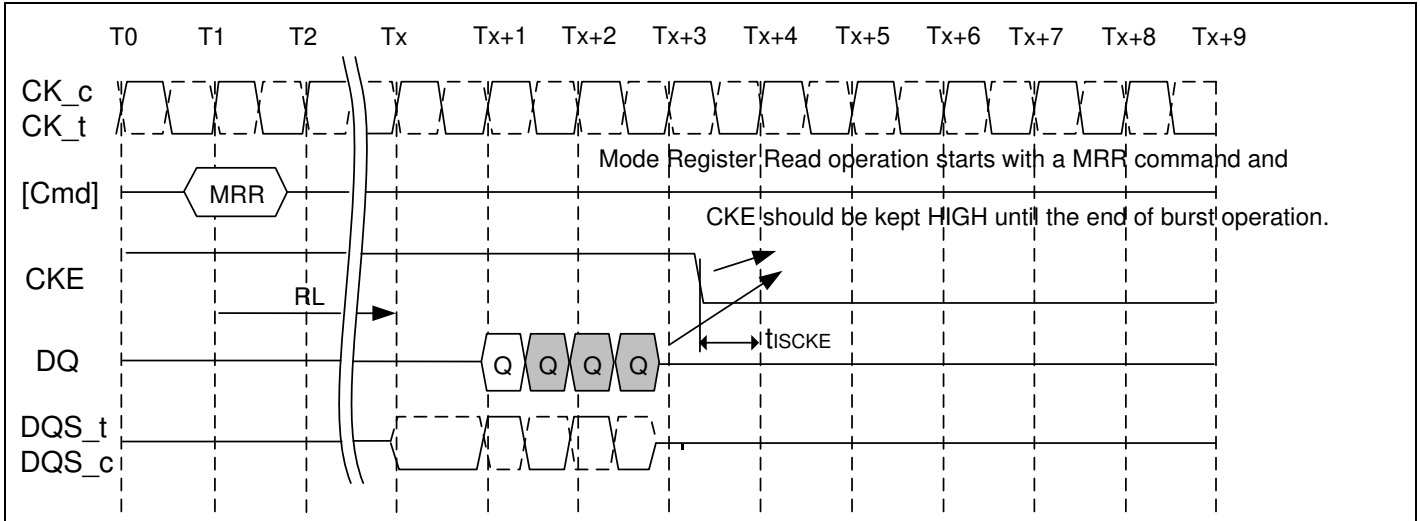 T0 T1 T2 Tx Tx+1 Tx+2 Tx+3 Tx+4 Tx+5 Tx+6 Tx+7 Tx+8 Tx+9
CK_c
CK_t
Mode Register Read operation starts with a MRR command and
[Cmd] MRR
CKE should be kept HIGH until the end of burst operation.
CKE
RL
tISCKE
DQ Q Q Q Q
DQS_t
DQS_c